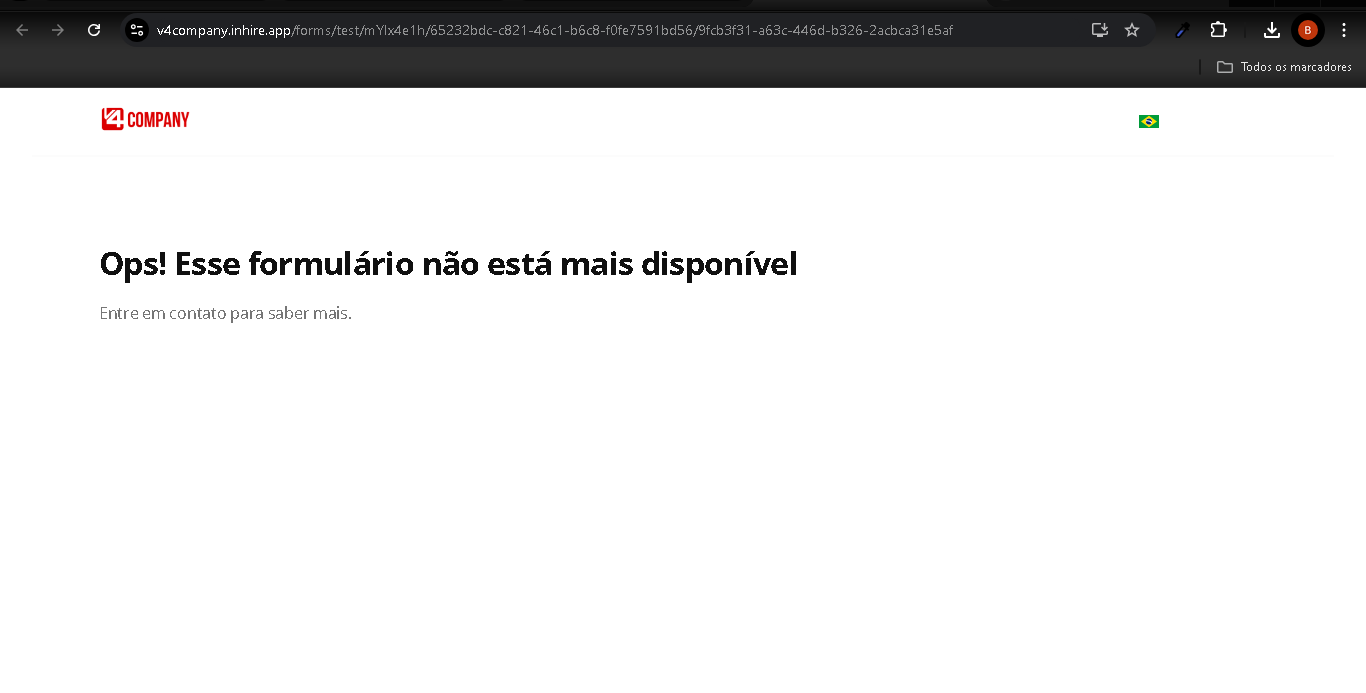 v4company.inhire.app/forms/test/mYlx4e1h/65232bdc-c821-46c1-b6c8-f0fe7591bd56/9fcb3f31-a63c-446d-b326-2acbca31e5af
B
Todos os marcadores
V4 COMPANY
Ops! Esse formulário não está mais disponível
Entre em contato para saber mais.